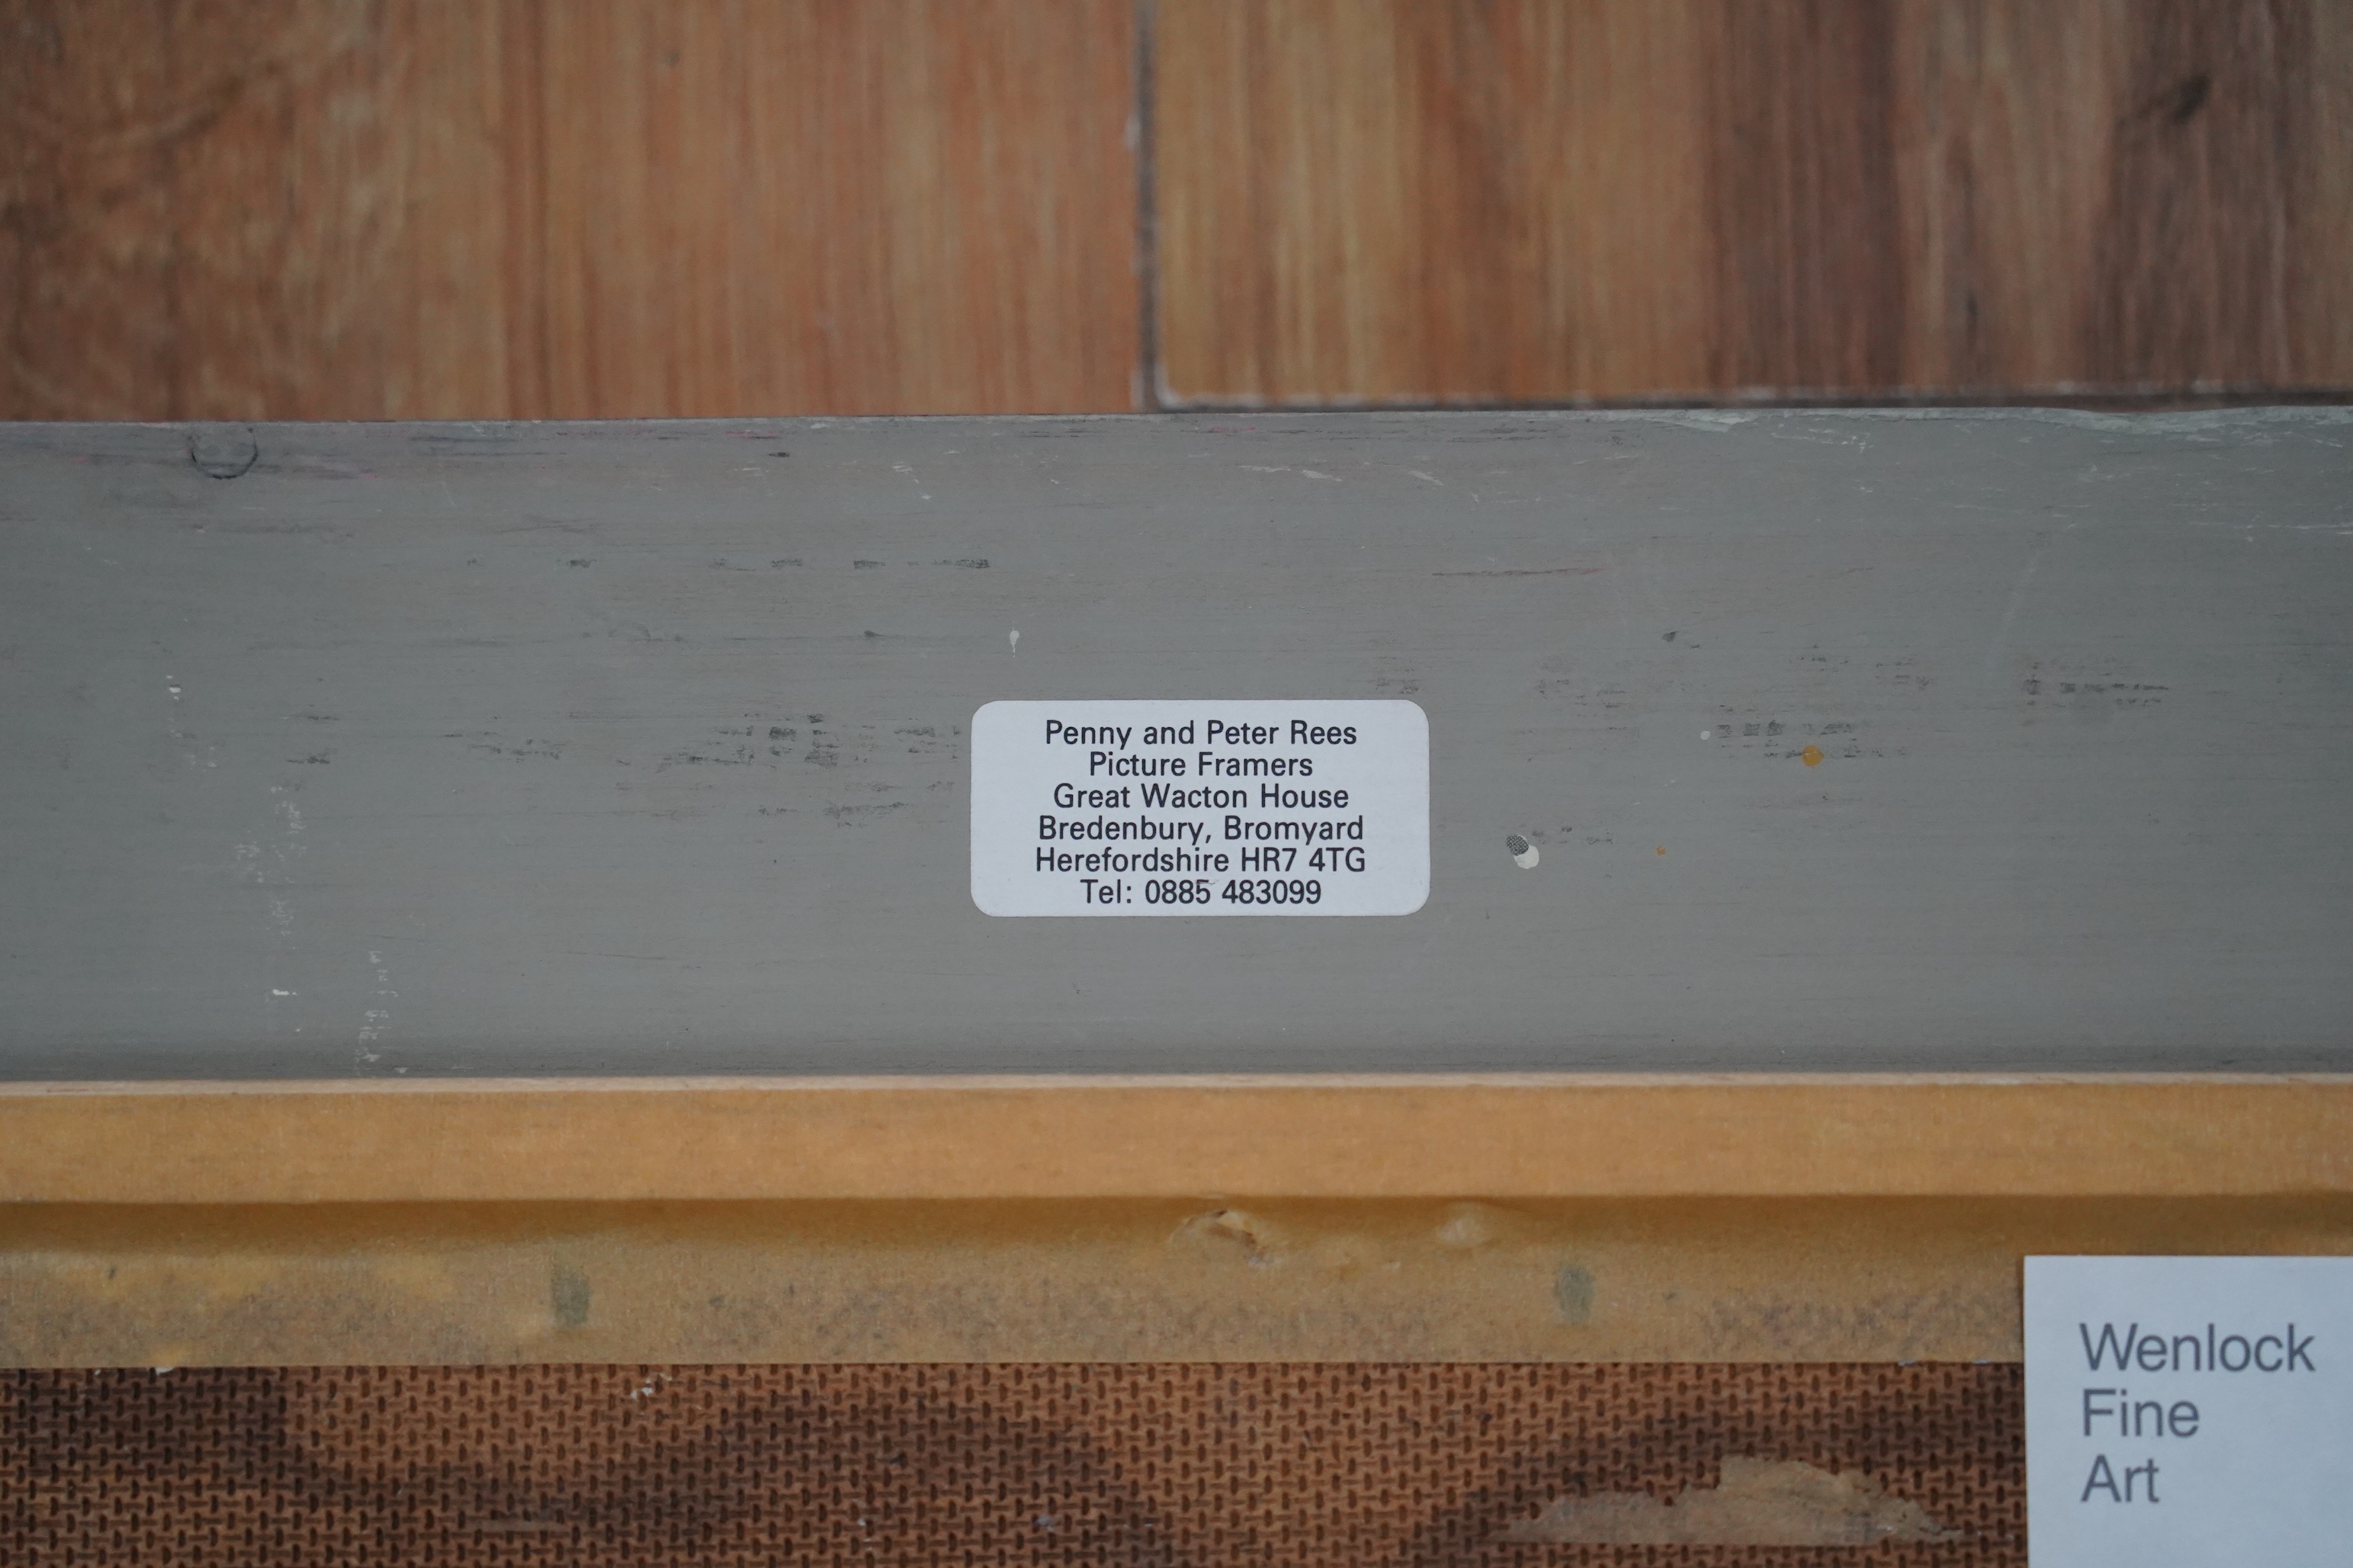 Penny and Peter Rees
Picture Framers
Great Wacton House
Bredenbury, Bromyard
Herefordshire HR7 4TG
Tel: 0885 483099
Wenlock
Fine
Art